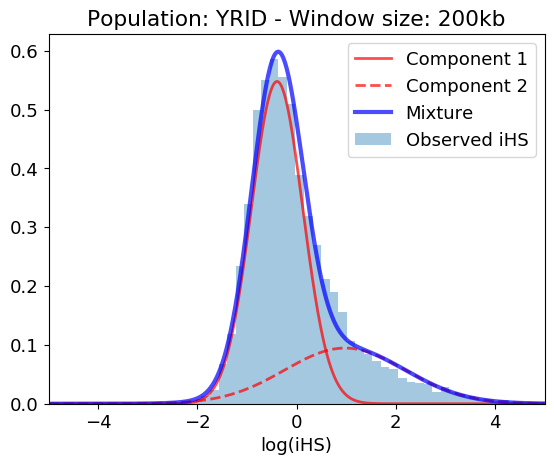 Population: YRID - Window size: 200kb
Component 1
Component 2
Mixture
Observed iHS
0.6
0.5
0.4
0.3
0.2
0.1
0.0
−4 −2 0 2 4
log(iHS)